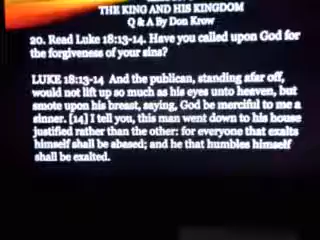 THE KING AND HIS KINGDOM
Q & A By Don Krow
20. Read Luke 18:13-14. Have you called upon God for
the forgiveness of your sins?
LUKE 18:13-14 And the publican, standing afar off,
would not lift up so much as his eyes unto heaven, but
smote upon his breast, saying, God be merciful to me a
sinner. [14] I tell you, this man went down to his house
justified rather than the other: for everyone that exalts
himself shall be abased; and he that humbles himself
shall be exalted.